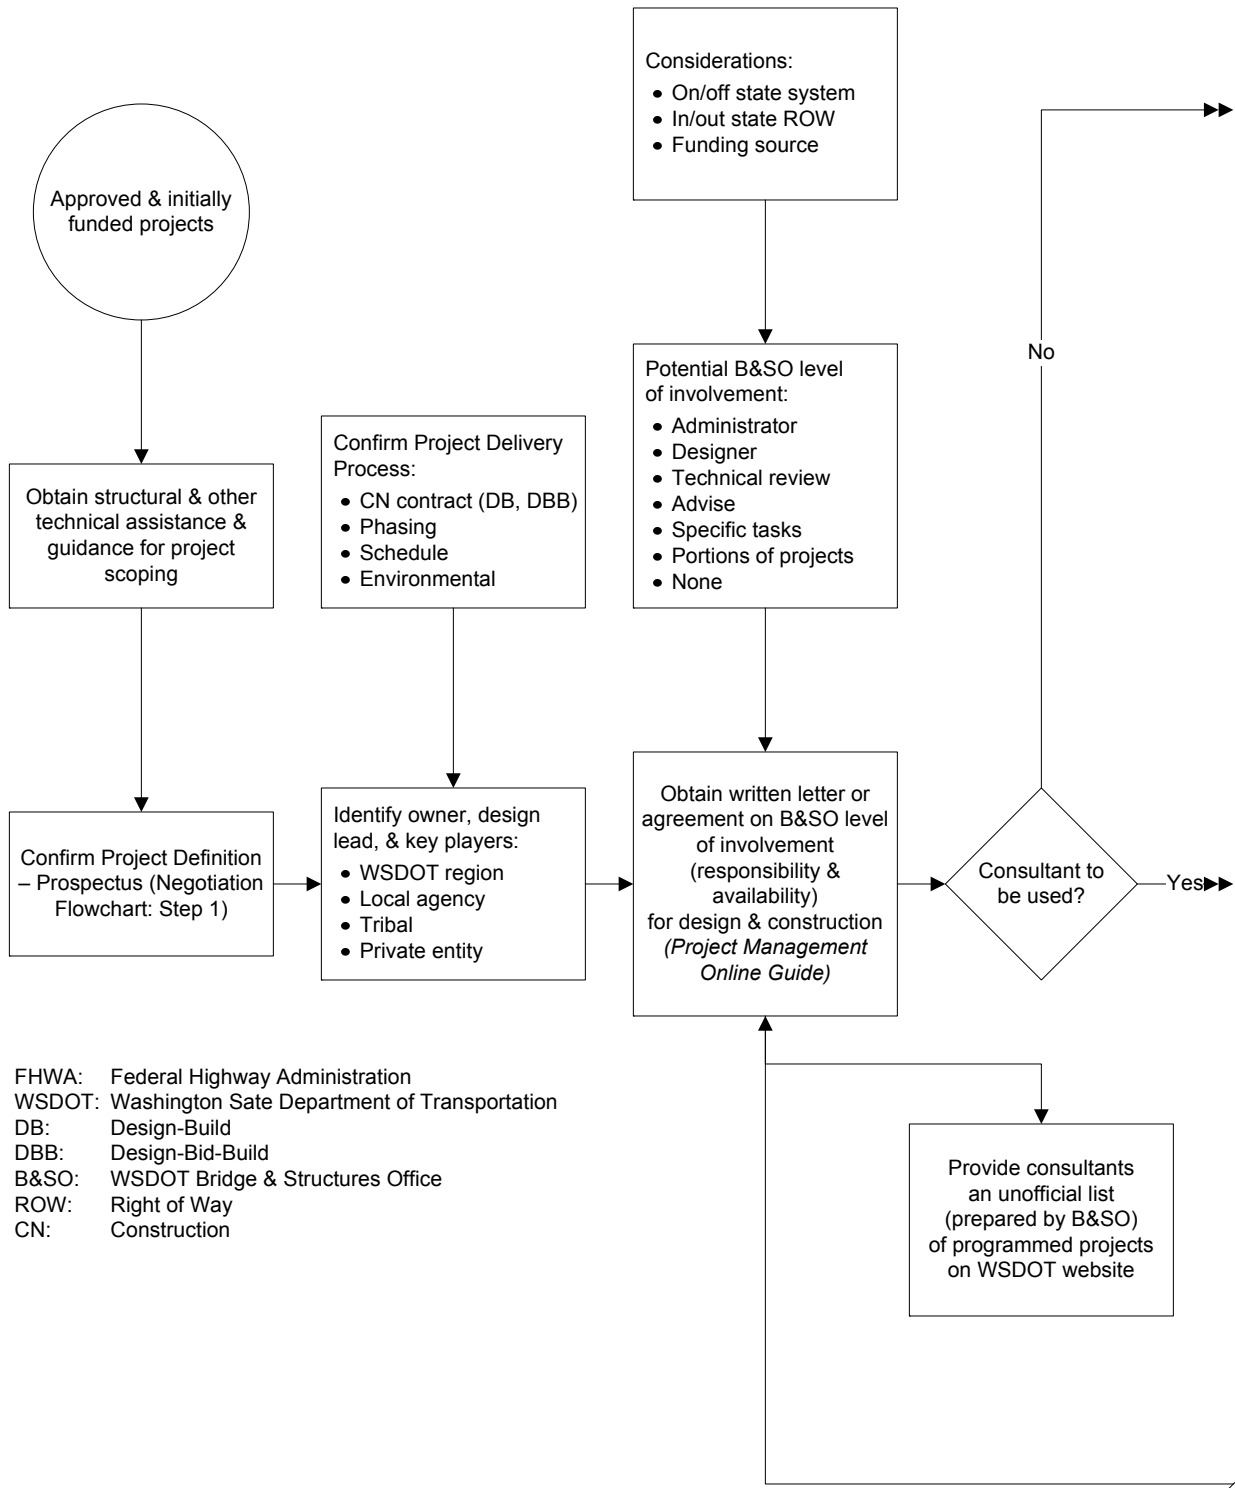 Considerations:
• On/off state system
• In/out state ROW
• Funding source
Approved & initially
funded projects
No
Potential B&SO level
of involvement:
• Administrator
• Designer
• Technical review
• Advise
• Specific tasks
• Portions of projects
• None
Confirm Project Delivery
Process:
• CN contract (DB, DBB)
• Phasing
• Schedule
• Environmental
Obtain structural & other
technical assistance &
guidance for project
scoping
Confirm Project Definition
– Prospectus (Negotiation
Flowchart: Step 1)
Identify owner, design
lead, & key players:
• WSDOT region
• Local agency
• Tribal
• Private entity
Obtain written letter or
agreement on B&SO level
of involvement
(responsibility &
availability)
for design & construction
(Project Management
Online Guide)
Consultant to
be used?
Yes
FHWA: Federal Highway Administration
WSDOT: Washington Sate Department of Transportation
DB: Design-Build
DBB: Design-Bid-Build
B&SO: WSDOT Bridge & Structures Office
ROW: Right of Way
CN: Construction
Provide consultants
an unofficial list
(prepared by B&SO)
of programmed projects
on WSDOT website